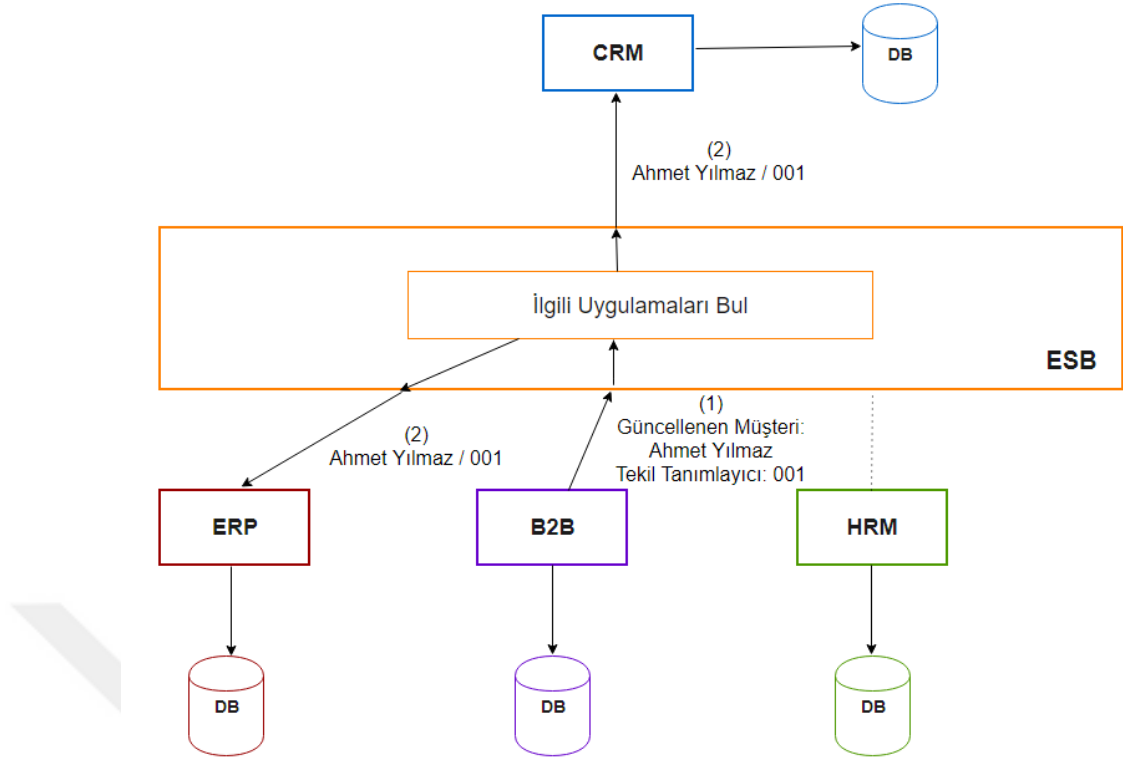 CRM
DB
(2)
Ahmet Yılmaz / 001
İlgili Uygulamaları Bul
ESB
(1)
Güncellenen Müşteri:
Ahmet Yılmaz
Tekil Tanımlayıcı: 001
(2)
Ahmet Yılmaz / 001
ERP
B2B
HRM
DB
DB
DB